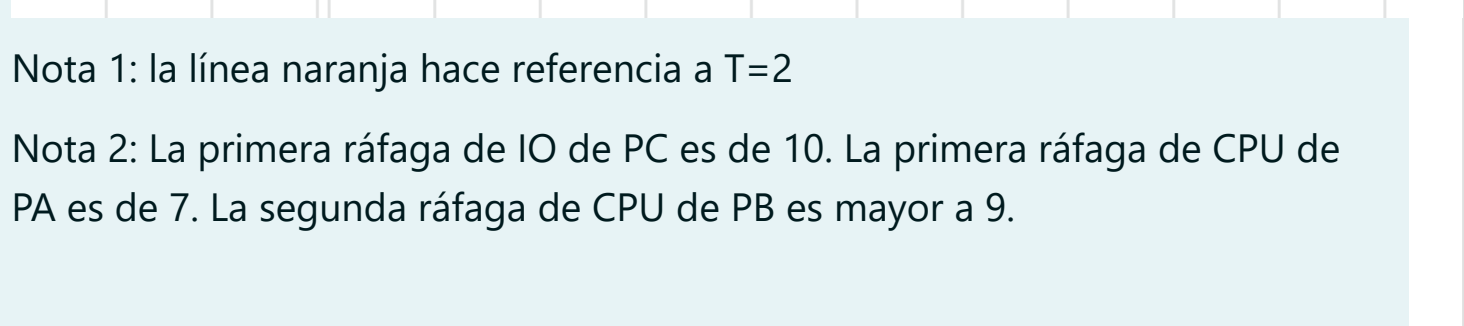 Nota 1: la línea naranja hace referencia a T=2
Nota 2: La primera ráfaga de IO de PC es de 10. La primera ráfaga de CPU de
PA es de 7. La segunda ráfaga de CPU de PB es mayor a 9.